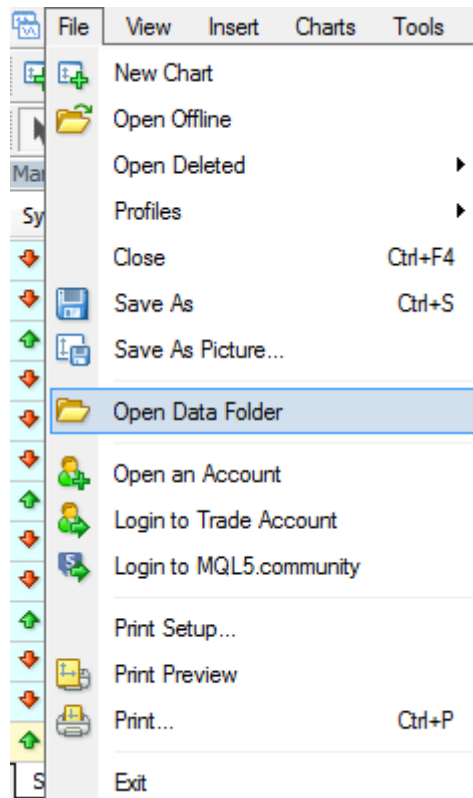 File View Insert Charts Tools
New Chart
Open Offline
Open Deleted
Profiles
Close Ctrl+F4
Save As Ctrl+S
Save As Picture...
Open Data Folder
Open an Account
Login to Trade Account
Login to MQL5.community
Print Setup...
Print Preview
Print... Ctrl+P
Exit
Mar
Sy
S